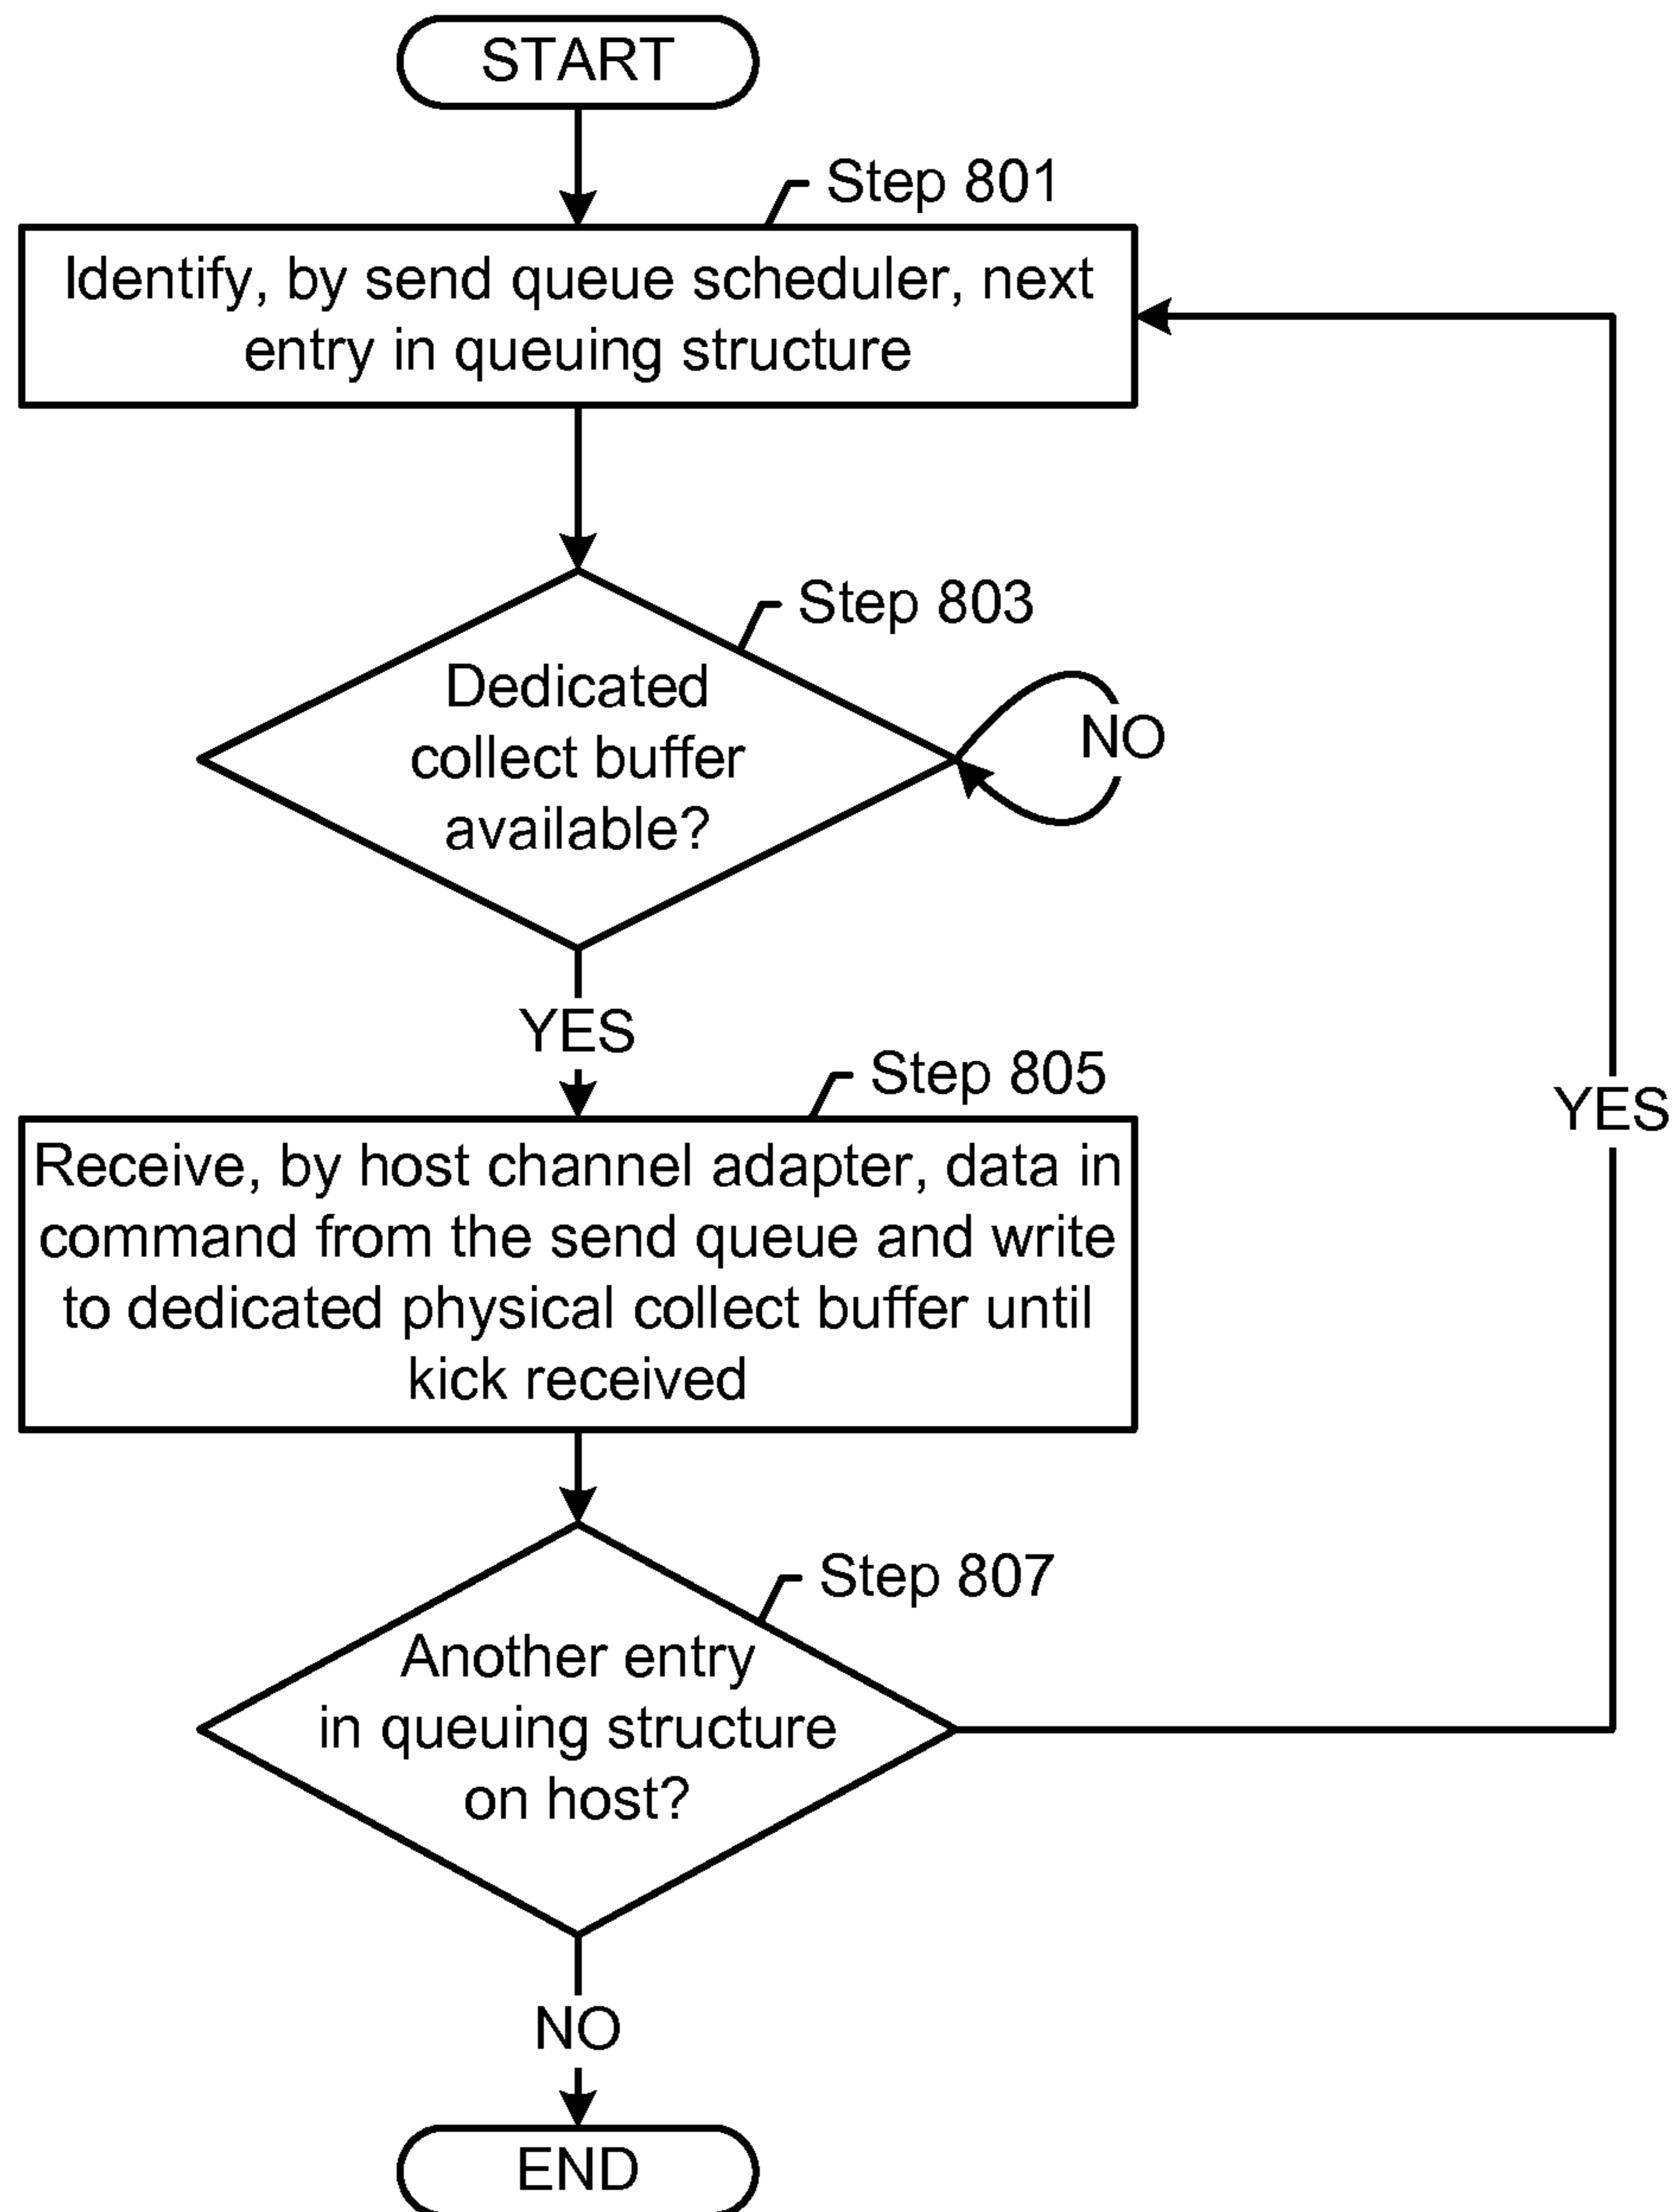 START
Step 801
Identify, by send queue scheduler, next
entry in queuing structure
Step 803
Dedicated
collect buffer
available?
NO
YES
Step 805
Receive, by host channel adapter, data in
command from the send queue and write
to dedicated physical collect buffer until
kick received
YES
Step 807
Another entry
in queuing structure
on host?
NO
END